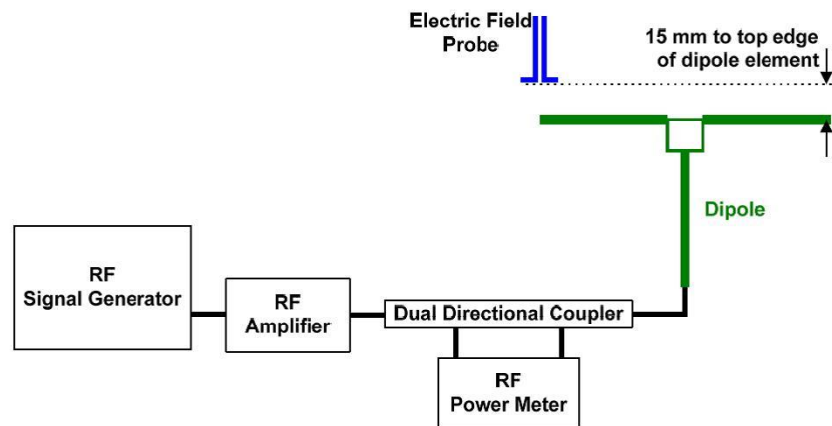 Electric Field
Probe
15 mm to top edge
of dipole element
Dipole
RF
Signal Generator
RF
Amplifier
Dual Directional Coupler
RF
Power Meter